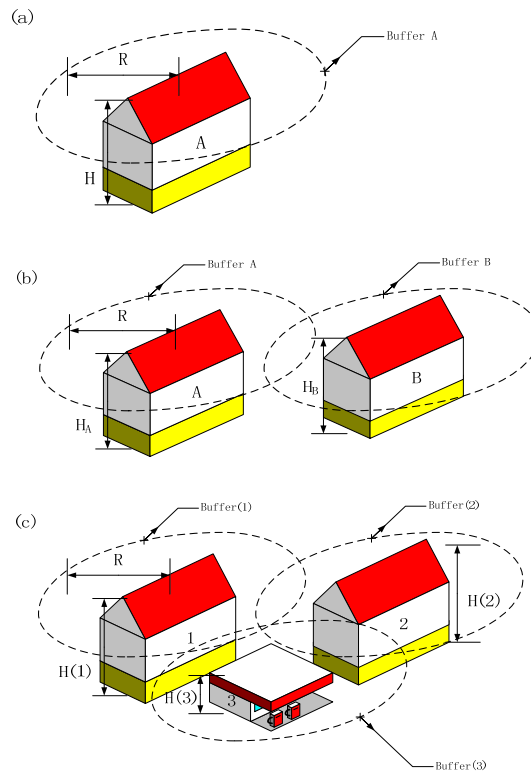 (a)
Buffer A
R
A
H
(b)
Buffer A
Buffer B
R
A
B
H_A
H_B
(c)
Buffer(1)
Buffer(2)
R
1
2
H(2)
H(1)
H(3)
3
Buffer(3)